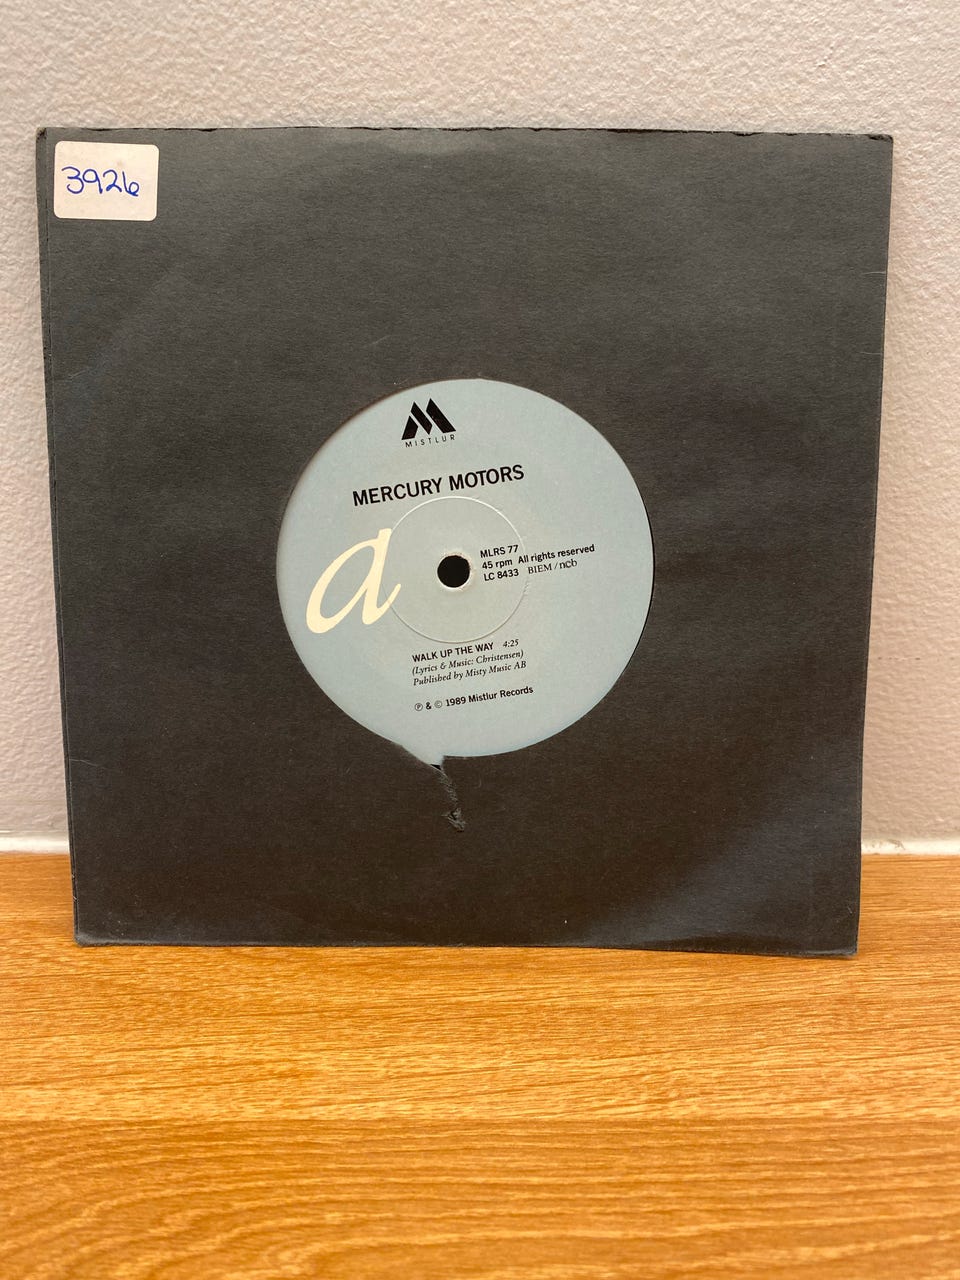 3926
MISTLUR
MERCURY MOTORS
a
MLRS 77
45 rpm All rights reserved
LC 8433 BIEM / ncb
WALK UP THE WAY 4:25
(Lyrics & Music: Christensen)
Published by Misty Music AB
℗ & © 1989 Mistlur Records